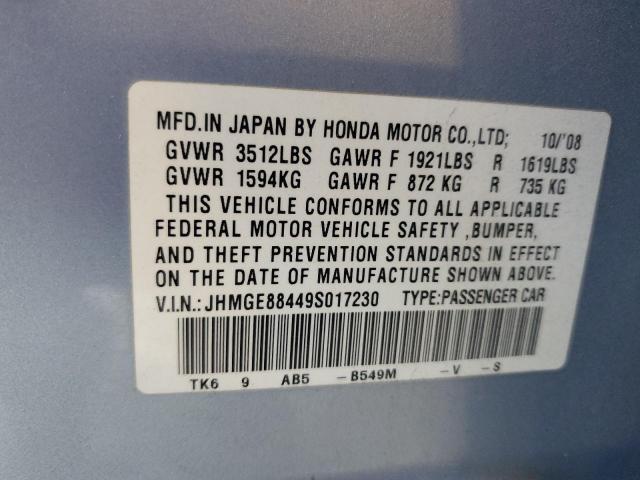 MFD.IN JAPAN BY HONDA MOTOR CO.,LTD; 10/'08
GVWR 3512LBS GAWR F 1921LBS R 1619LBS
GVWR 1594KG GAWR F 872 KG R 735 KG
THIS VEHICLE CONFORMS TO ALL APPLICABLE
FEDERAL MOTOR VEHICLE SAFETY ,BUMPER,
AND THEFT PREVENTION STANDARDS IN EFFECT
ON THE DATE OF MANUFACTURE SHOWN ABOVE.
V.I.N.:JHMGE88449S017230 TYPE:PASSENGER CAR
TK6 9 AB5 -B549M -V -S